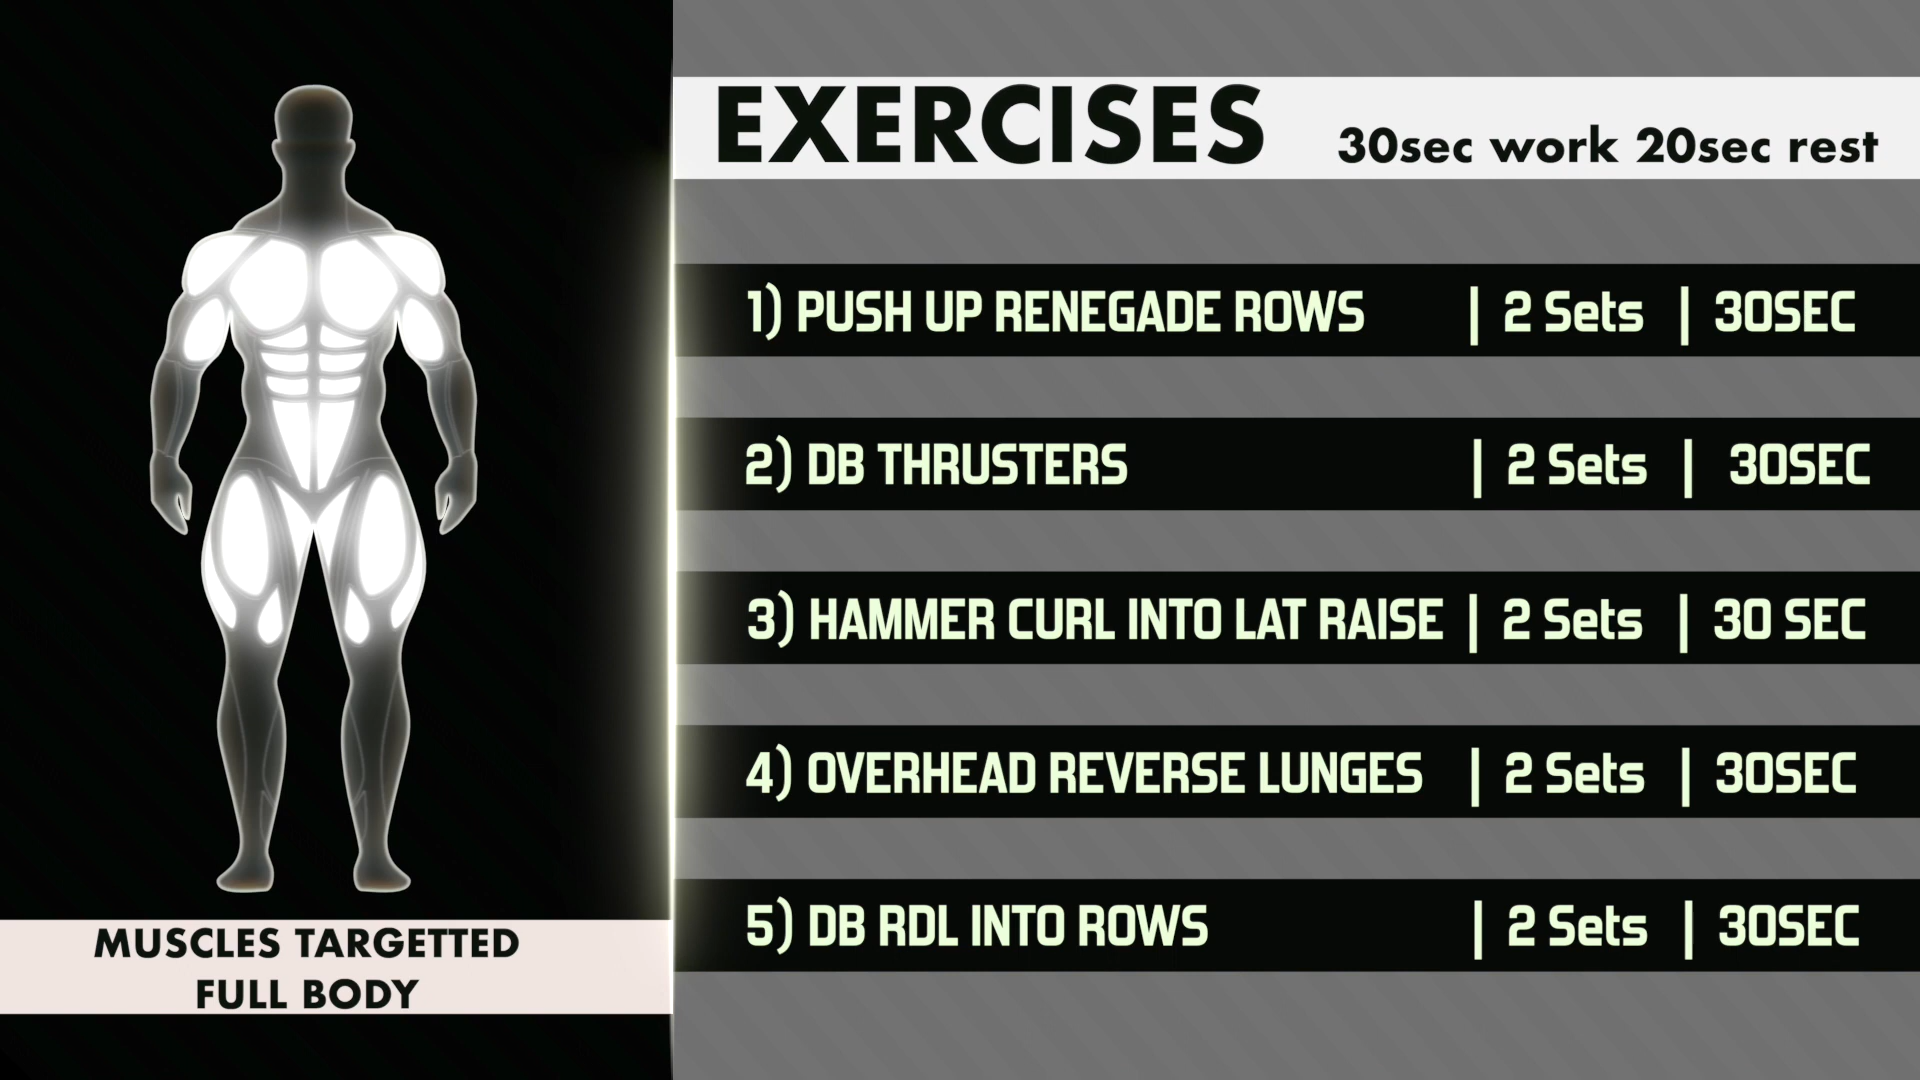 EXERCISES 30sec work 20sec rest
1) PUSH UP RENEGADE ROWS | 2 Sets | 30SEC
2) DB THRUSTERS | 2 Sets | 30SEC
3) HAMMER CURL INTO LAT RAISE | 2 Sets | 30 SEC
4) OVERHEAD REVERSE LUNGES | 2 Sets | 30SEC
5) DB RDL INTO ROWS | 2 Sets | 30SEC
MUSCLES TARGETTED
FULL BODY